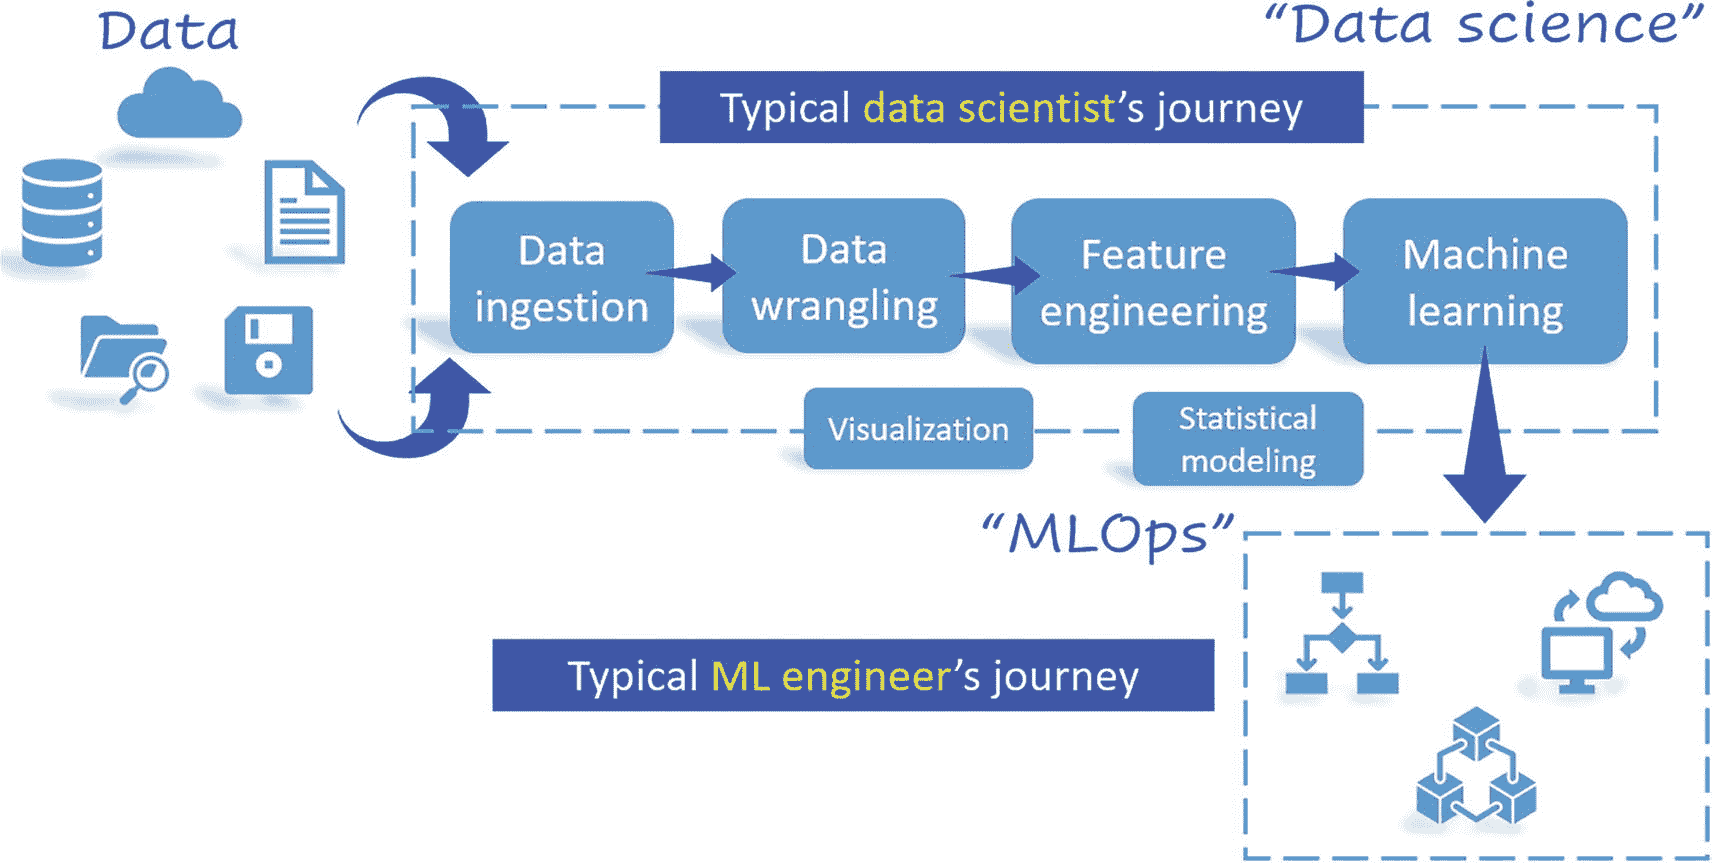 Data
“Data science”
Typical data scientist’s journey
Data
ingestion
Data
wrangling
Feature
engineering
Machine
learning
Visualization
Statistical
modeling
“MLOps”
Typical ML engineer’s journey